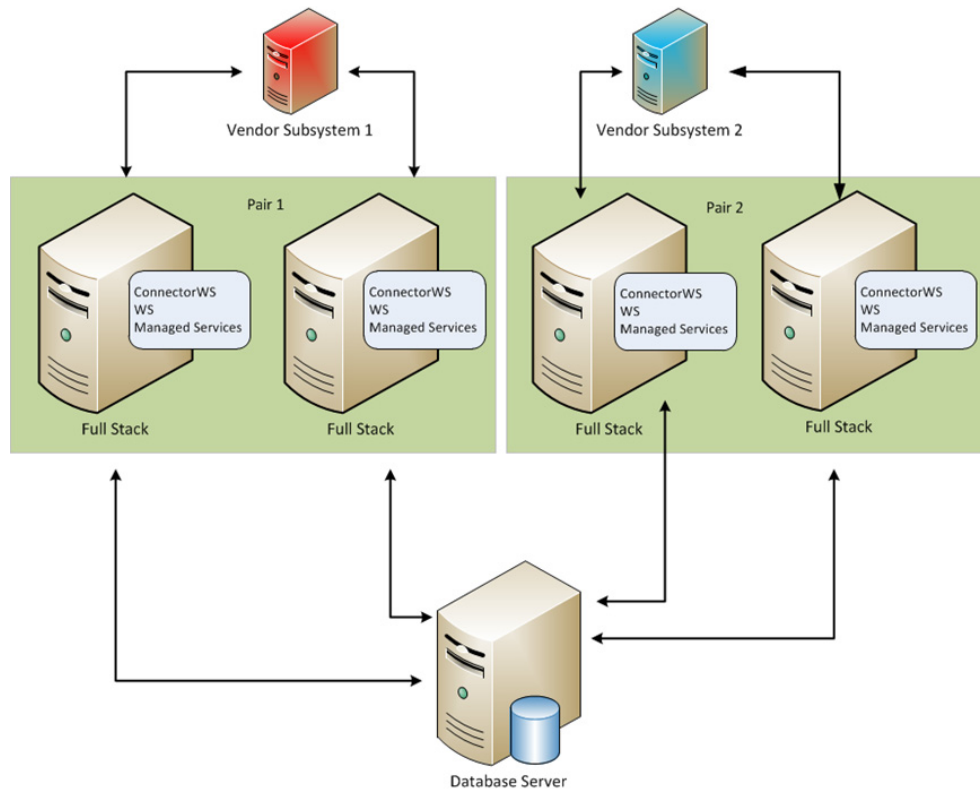 Vendor Subsystem 1
Vendor Subsystem 2
Pair 1
ConnectorWS
WS
Managed Services
Full Stack
ConnectorWS
WS
Managed Services
Full Stack
Pair 2
ConnectorWS
WS
Managed Services
Full Stack
ConnectorWS
WS
Managed Services
Full Stack
Database Server